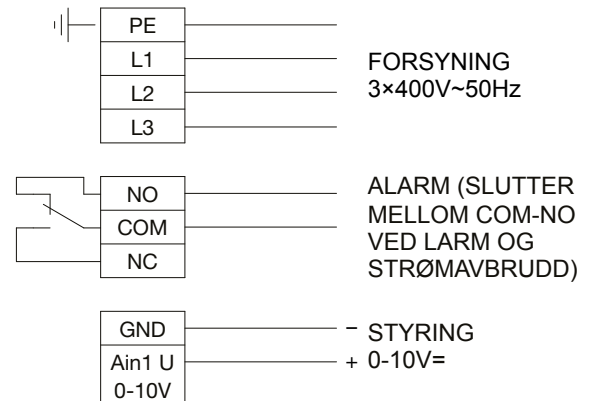 PE
L1
L2
L3
FORSYNING
3×400V~50Hz
NO
COM
NC
ALARM (SLUTTER
MELLOM COM-NO
VED LARM OG
STRØMAVBRUDD)
GND
Ain1 U
0-10V
− STYRING
+ 0-10V=